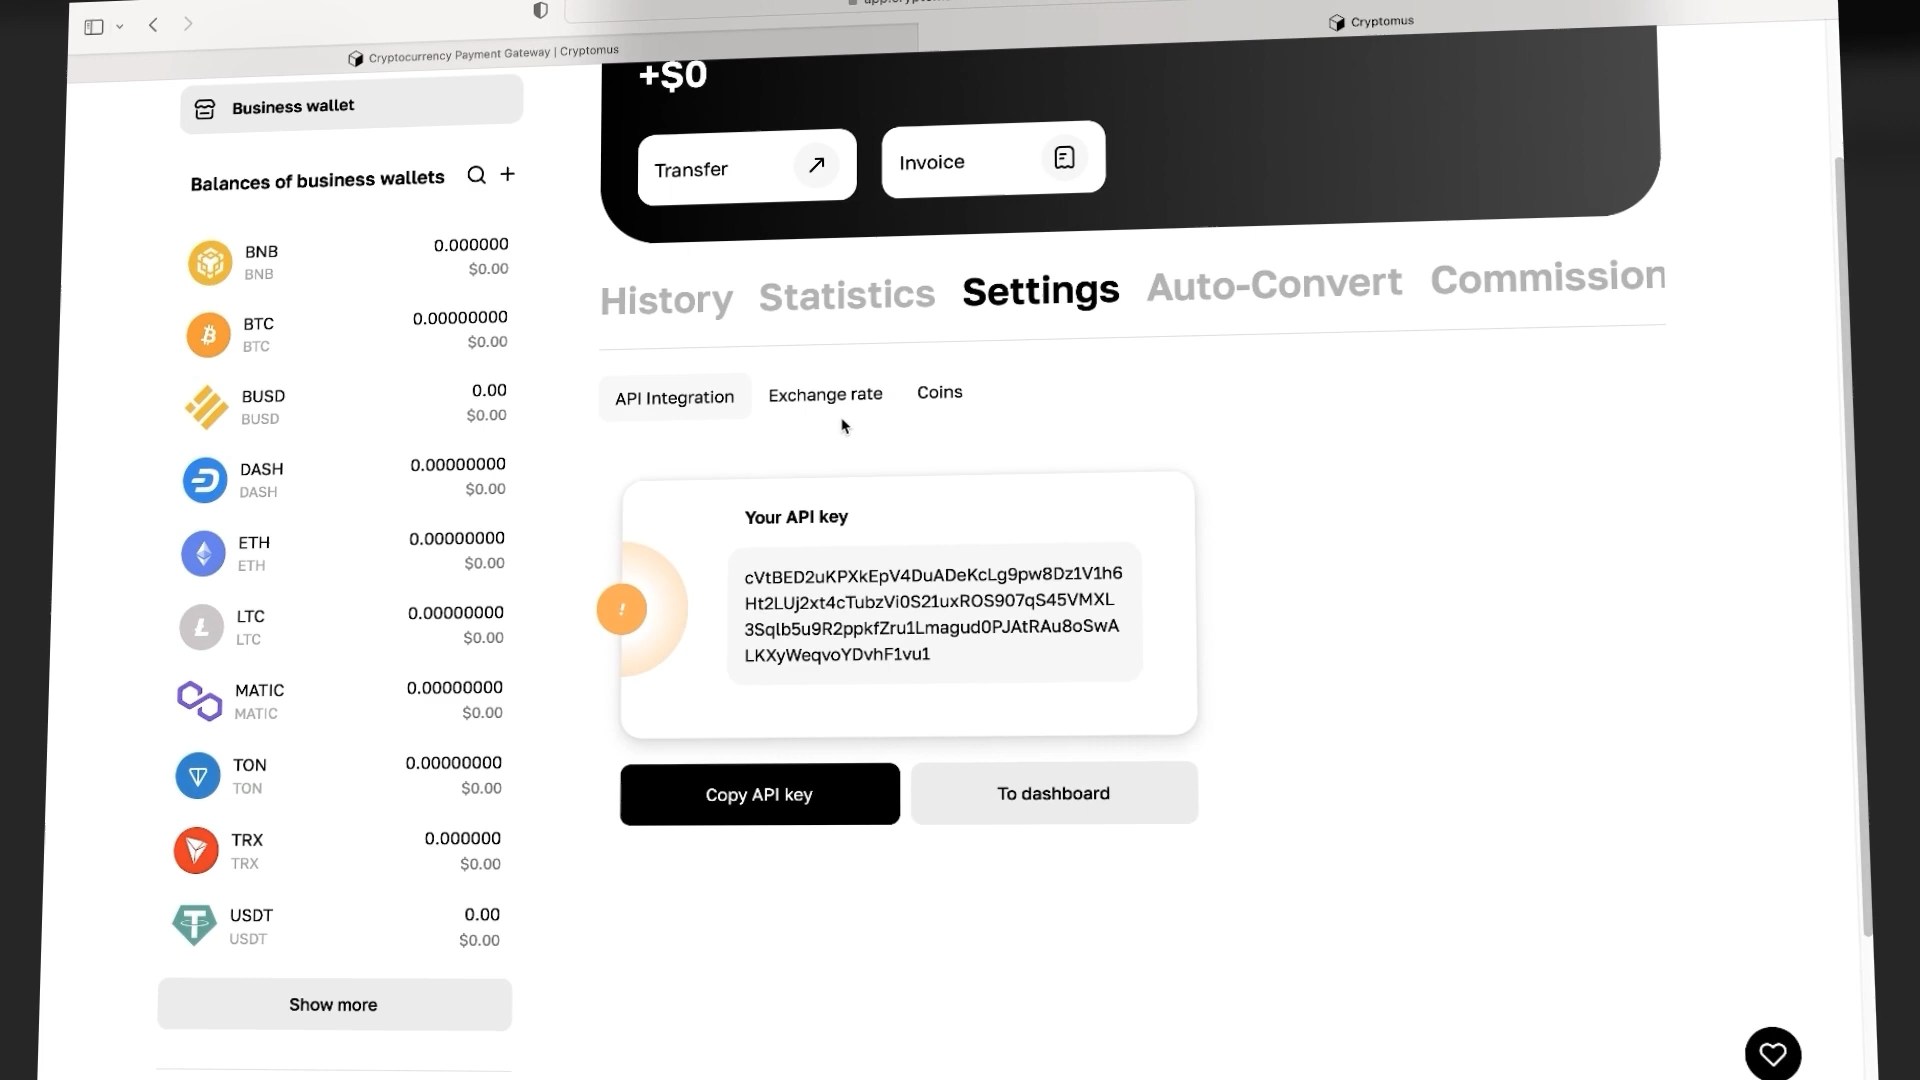 Cryptomus
Cryptocurrency Payment Gateway | Cryptomus
+$0
Business wallet
Transfer
Invoice
Balances of business wallets
BNB
BNB
0.000000
$0.00
BTC
BTC
0.00000000
$0.00
BUSD
BUSD
0.00
$0.00
DASH
DASH
0.00000000
$0.00
ETH
ETH
0.00000000
$0.00
LTC
LTC
0.00000000
$0.00
MATIC
MATIC
0.00000000
$0.00
TON
TON
0.00000000
$0.00
TRX
TRX
0.000000
$0.00
USDT
USDT
0.00
$0.00
Show more
History Statistics Settings Auto-Convert Commission
API Integration Exchange rate Coins
Your API key
cVtBED2uKPXkEpV4DuADeKcLg9pw8Dz1V1h6
Ht2LUj2xt4cTubzVi0S21uxROS907qS45VMXL
3Sqlb5u9R2ppkfZru1Lmagud0PJAtRAu8oSwA
LKXyWeqvoYDvhF1vu1
Copy API key
To dashboard